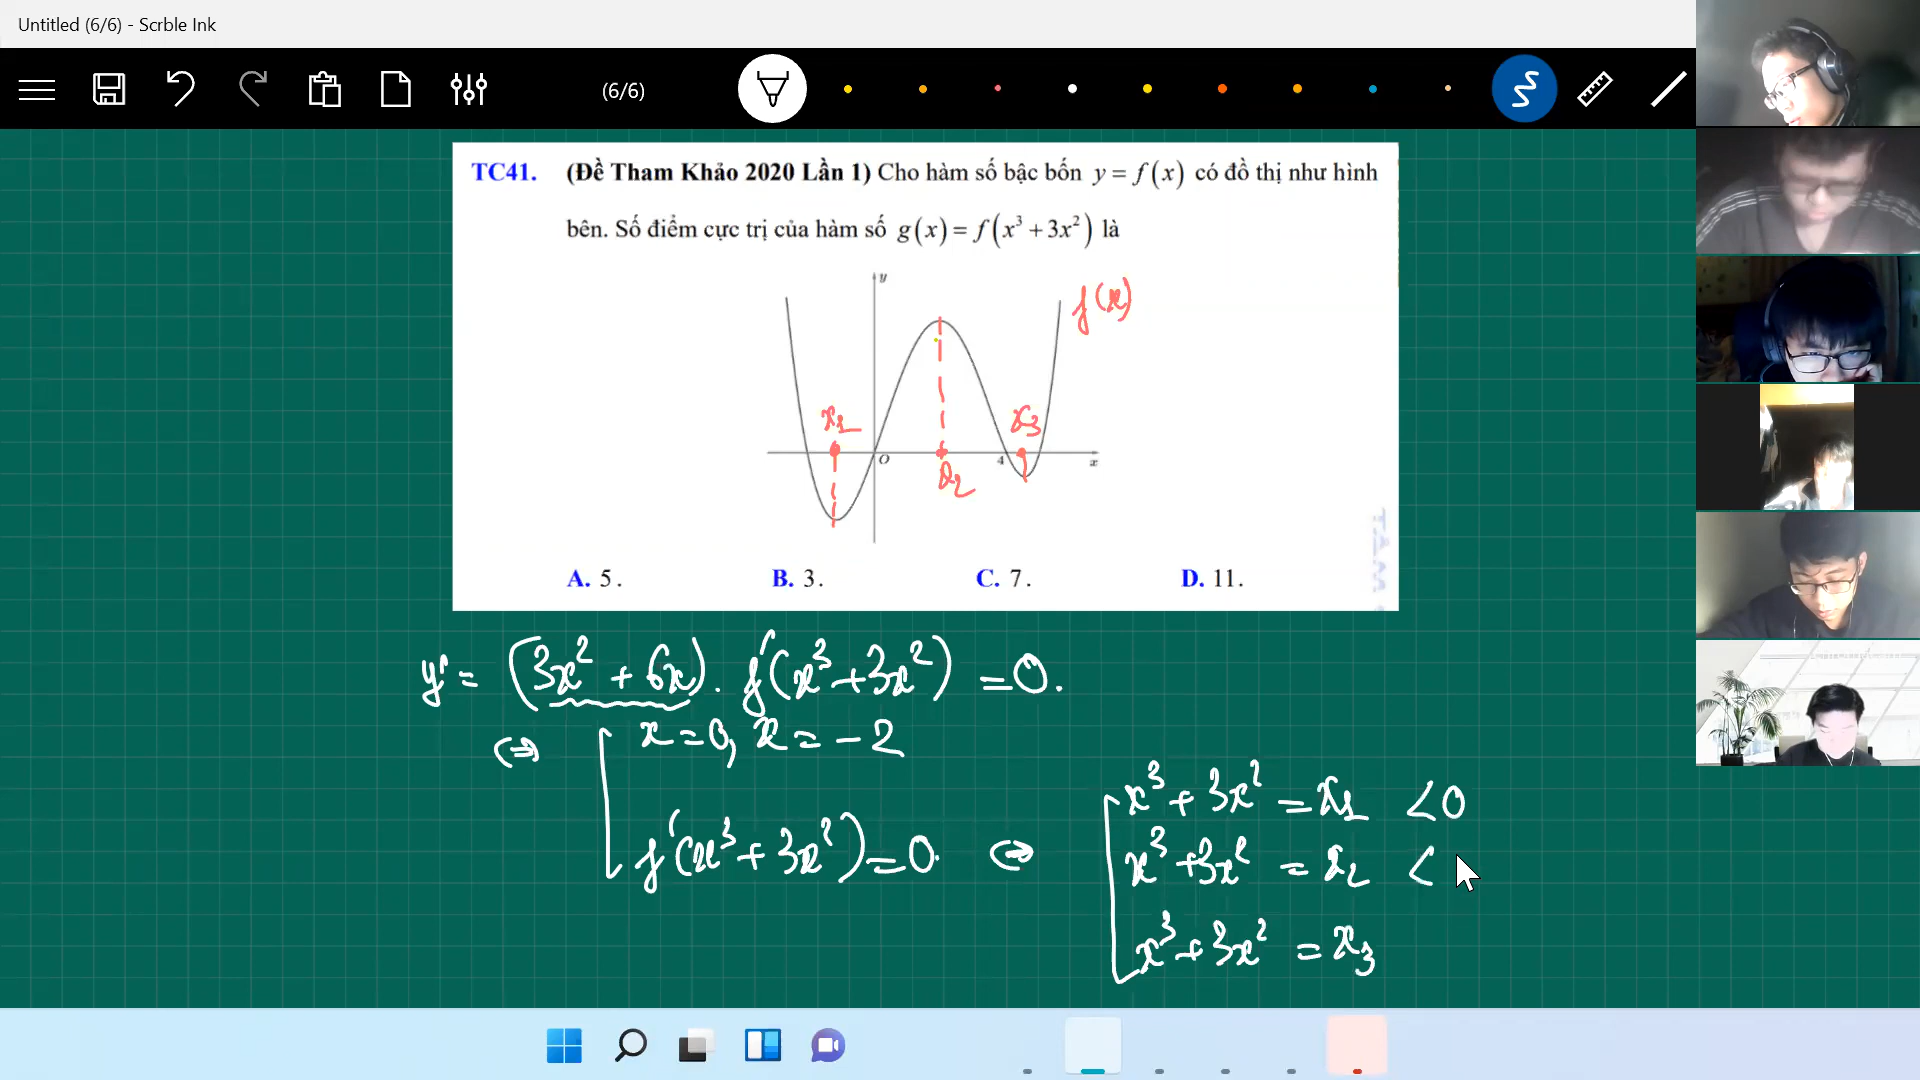 Untitled (6/6) - Scrble Ink
(6/6)
TC41. (Đề Tham Khảo 2020 Lần 1) Cho hàm số bậc bốn y = f(x) có đồ thị như hình
bên. Số điểm cực trị của hàm số g(x) = f(x³ + 3x²) là
y
f(x)
x₁
x₃
O
4
x
x₂
A. 5.
B. 3.
C. 7.
D. 11.
y' = (3x² + 6x). f'(x³+3x²) = 0.
⇔ x = 0, x = -2
f'(x³+3x²) = 0. ⇔
x³ + 3x² = x₁ < 0
x³ + 3x² = x₂ <
x³ + 3x² = x₃